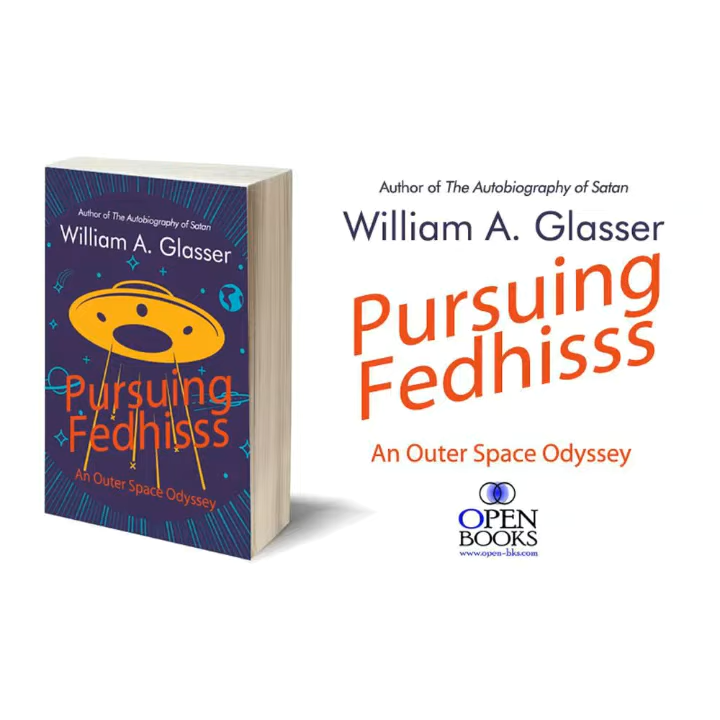 Author of The Autobiography of Satan
William A. Glasser
Pursuing
Fedhisss
An Outer Space Odyssey
Author of The Autobiography of Satan
William A. Glasser
Pursuing
Fedhisss
An Outer Space Odyssey
OPEN
BOOKS
www.open-bks.com